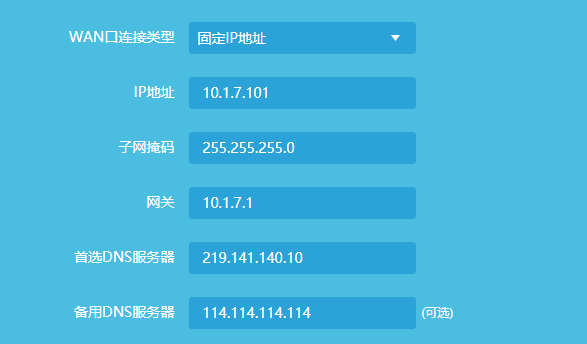 WAN口连接类型 固定IP地址
IP地址 10.1.7.101
子网掩码 255.255.255.0
网关 10.1.7.1
首选DNS服务器 219.141.140.10
备用DNS服务器 114.114.114.114 (可选)